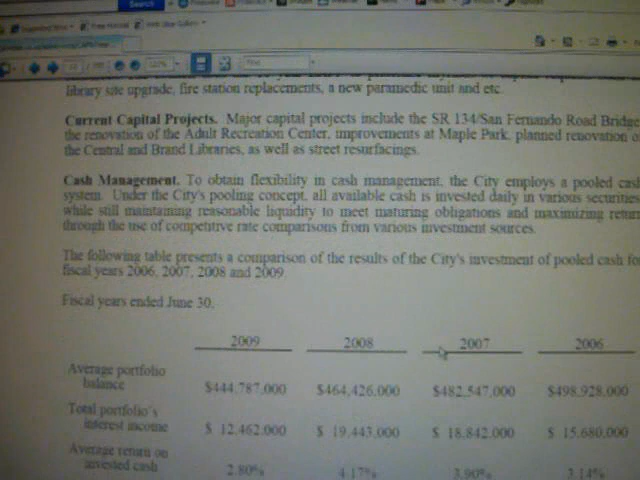 Search
Find
library site upgrade, fire station replacements, a new paramedic unit and etc.
Current Capital Projects. Major capital projects include the SR 134/San Fernando Road Bridge
the renovation of the Adult Recreation Center, improvements at Maple Park, planned renovation o
the Central and Brand Libraries, as well as street resurfacings.
Cash Management. To obtain flexibility in cash management, the City employs a pooled cash
system. Under the City's pooling concept, all available cash is invested daily in various securities
while still maintaining reasonable liquidity to meet maturing obligations and maximizing return
through the use of competitive rate comparisons from various investment sources.
The following table presents a comparison of the results of the City's investment of pooled cash fo
fiscal years 2006, 2007, 2008 and 2009.
Fiscal years ended June 30,
2009 2008 2007 2006
Average portfolio
balance $444,787,000 $464,426,000 $482,547,000 $498,928,000
Total portfolio's
interest income $ 12,462,000 $ 19,443,000 $ 18,842,000 $ 15,680,000
Average return on
invested cash 2.80% 4.17% 3.90% 3.14%